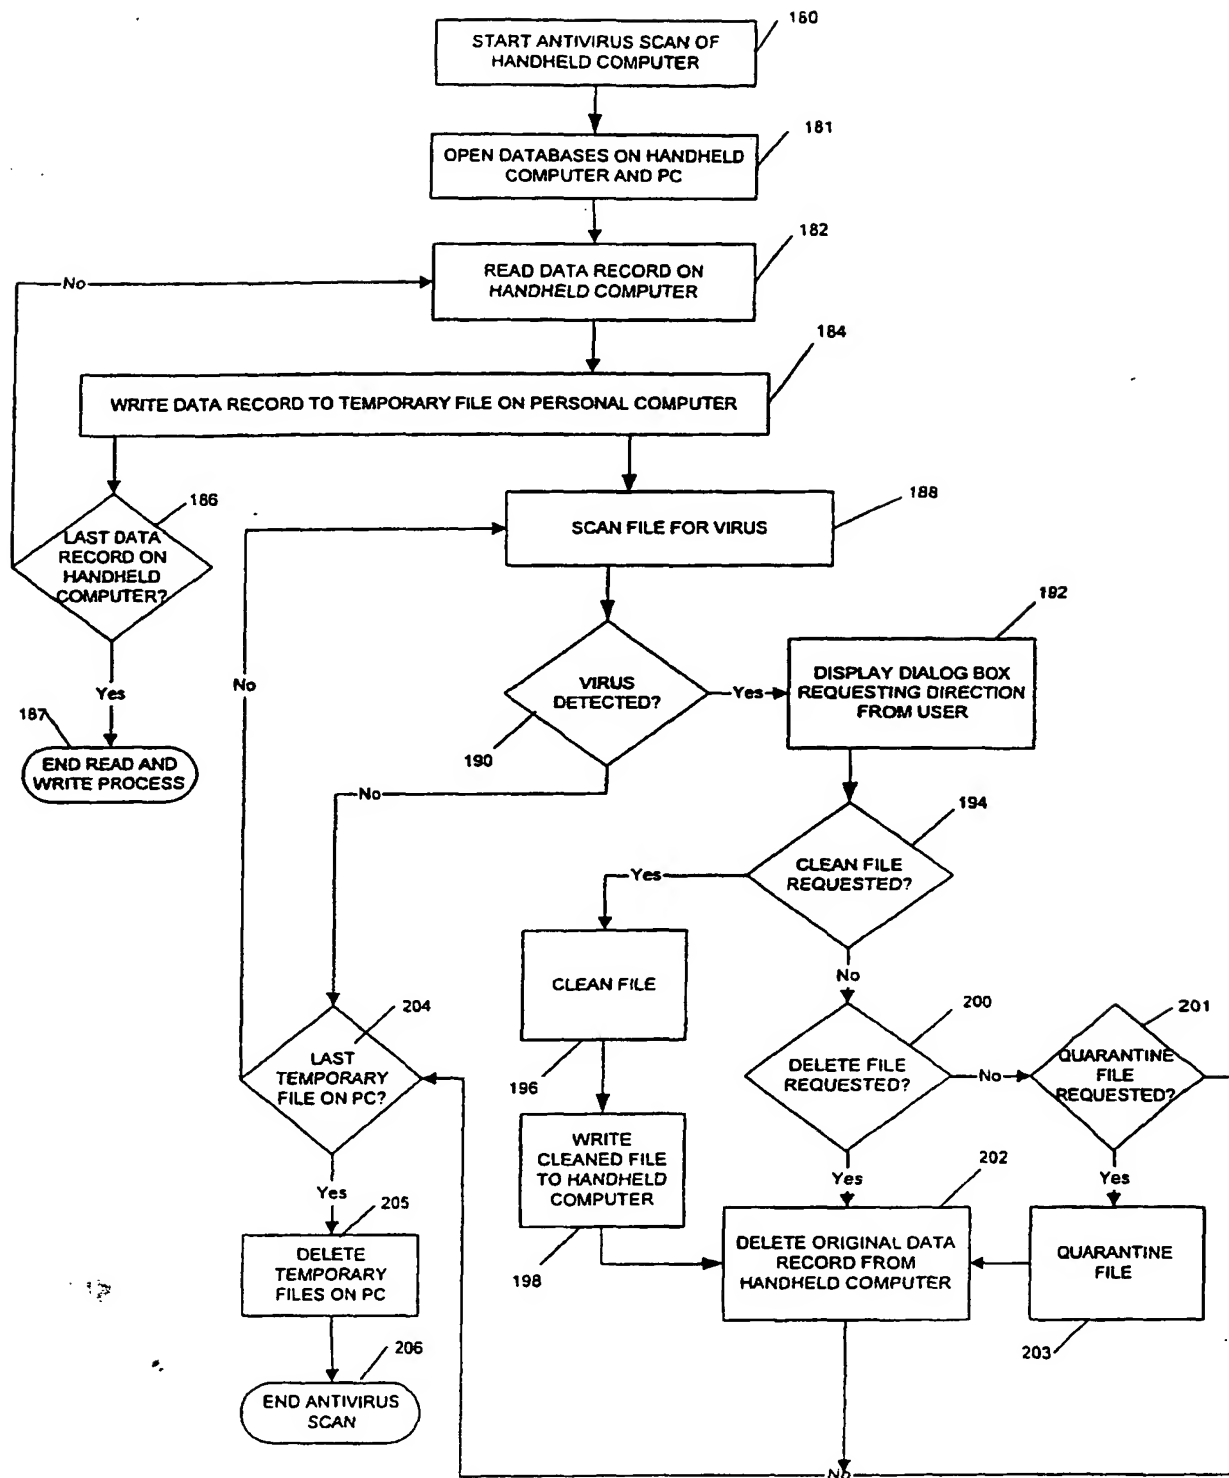 180
START ANTIVIRUS SCAN OF
HANDHELD COMPUTER
181
OPEN DATABASES ON HANDHELD
COMPUTER AND PC
182
READ DATA RECORD ON
HANDHELD COMPUTER
No
184
WRITE DATA RECORD TO TEMPORARY FILE ON PERSONAL COMPUTER
186
LAST DATA
RECORD ON
HANDHELD
COMPUTER?
188
SCAN FILE FOR VIRUS
Yes
187
END READ AND
WRITE PROCESS
No
VIRUS
DETECTED?
190
Yes
192
DISPLAY DIALOG BOX
REQUESTING DIRECTION
FROM USER
No
194
CLEAN FILE
REQUESTED?
Yes
CLEAN FILE
196
No
200
DELETE FILE
REQUESTED?
No
201
QUARANTINE
FILE
REQUESTED?
204
LAST
TEMPORARY
FILE ON PC?
WRITE
CLEANED FILE
TO HANDHELD
COMPUTER
198
Yes
202
DELETE ORIGINAL DATA
RECORD FROM
HANDHELD COMPUTER
Yes
QUARANTINE
FILE
203
Yes
205
DELETE
TEMPORARY
FILES ON PC
206
END ANTIVIRUS
SCAN
No